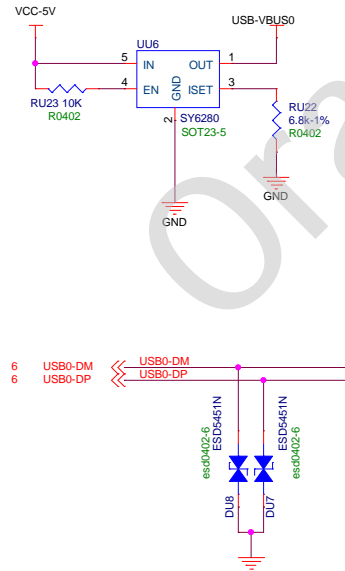 VCC-5V
USB-VBUS0
UU6
5 IN OUT 1
4 EN ISET 3
GND
2
RU23 10K
R0402
SY6280
SOT23-5
RU22
6.8k-1%
R0402
GND
GND
Ora
6 USB0-DM USB0-DM
6 USB0-DP USB0-DP
ESD5451N
esd0402-6
ESD5451N
esd0402-6
DU8
DU7